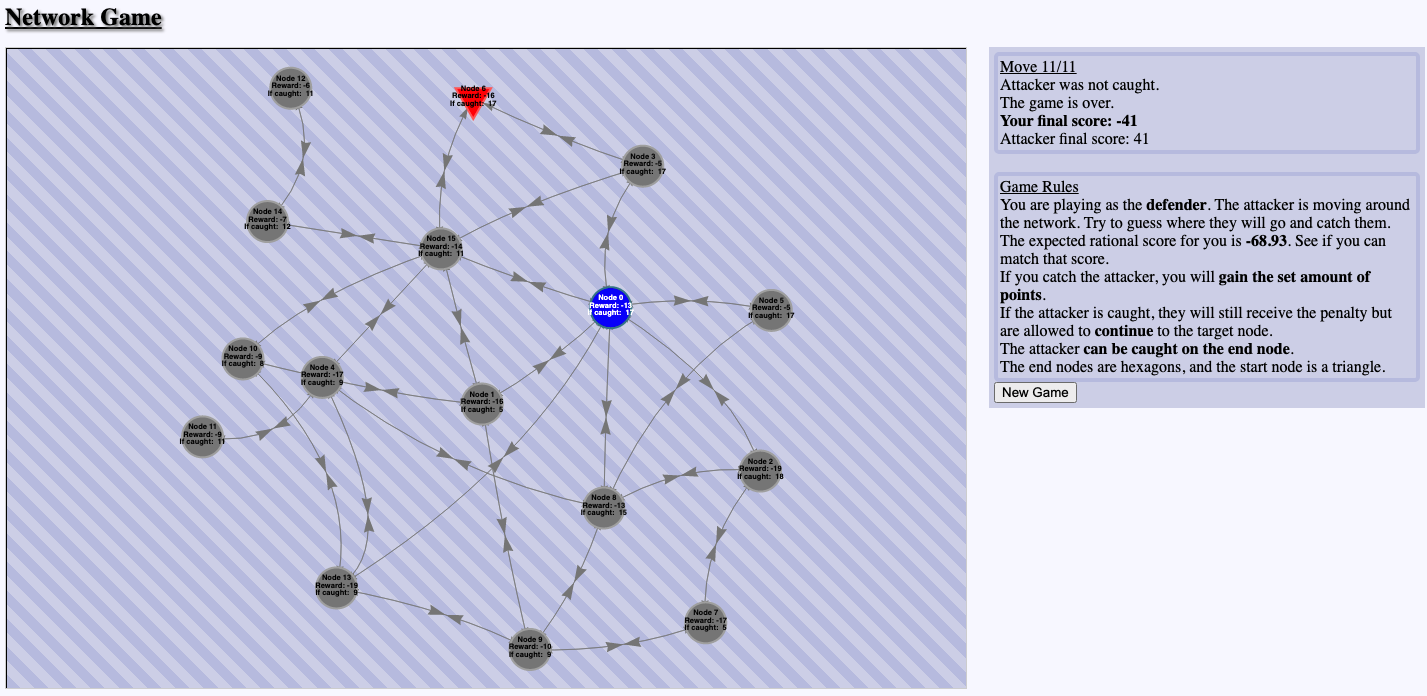 Network Game
Node 12
Reward: -6
If caught: 11
Node 6
Reward: -16
If caught: 17
Node 3
Reward: -5
If caught: 17
Node 14
Reward: -7
If caught: 12
Node 15
Reward: -14
If caught: 11
Node 0
Reward: -13
If caught: 17
Node 5
Reward: -5
If caught: 17
Node 10
Reward: -9
If caught: 8
Node 4
Reward: -17
If caught: 9
Node 1
Reward: -16
If caught: 5
Node 11
Reward: -9
If caught: 11
Node 2
Reward: -19
If caught: 18
Node 8
Reward: -13
If caught: 15
Node 13
Reward: -19
If caught: 9
Node 7
Reward: -17
If caught: 5
Node 9
Reward: -10
If caught: 9
Move 11/11
Attacker was not caught.
The game is over.
Your final score: -41
Attacker final score: 41
Game Rules
You are playing as the defender. The attacker is moving around
the network. Try to guess where they will go and catch them.
The expected rational score for you is -68.93. See if you can
match that score.
If you catch the attacker, you will gain the set amount of
points.
If the attacker is caught, they will still receive the penalty but
are allowed to continue to the target node.
The attacker can be caught on the end node.
The end nodes are hexagons, and the start node is a triangle.
New Game